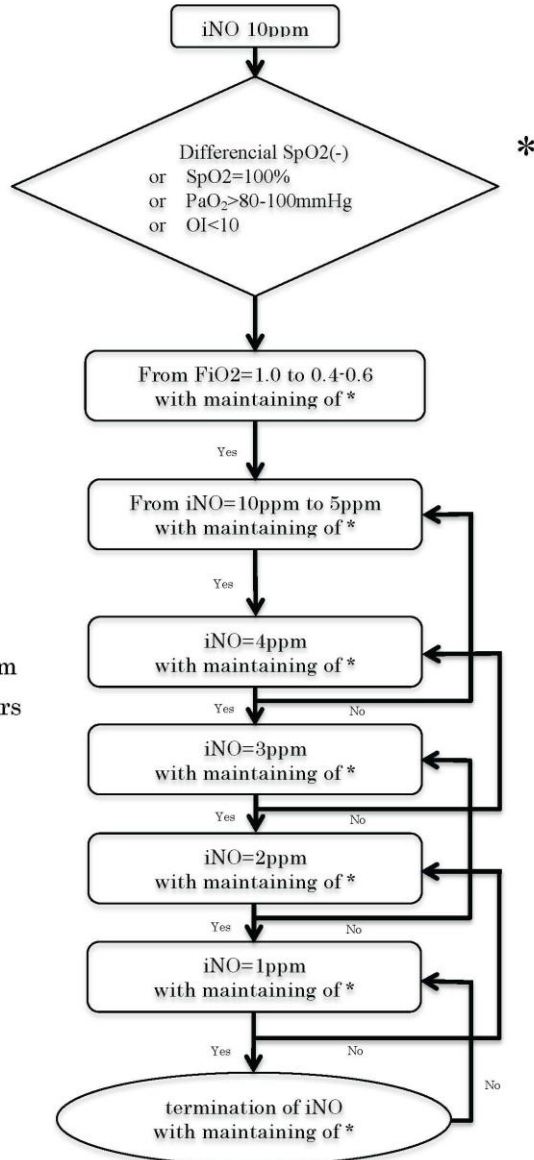 iNO 10ppm
Differencial SpO2(-)
or SpO2=100%
or PaO₂>80-100mmHg
or OI<10
*
From FiO2=1.0 to 0.4-0.6
with maintaining of *
Yes
From iNO=10ppm to 5ppm
with maintaining of *
Yes
iNO=4ppm
with maintaining of *
Yes
No
iNO=3ppm
with maintaining of *
Yes
No
iNO=2ppm
with maintaining of *
Yes
No
iNO=1ppm
with maintaining of *
Yes
No
No
termination of iNO
with maintaining of *